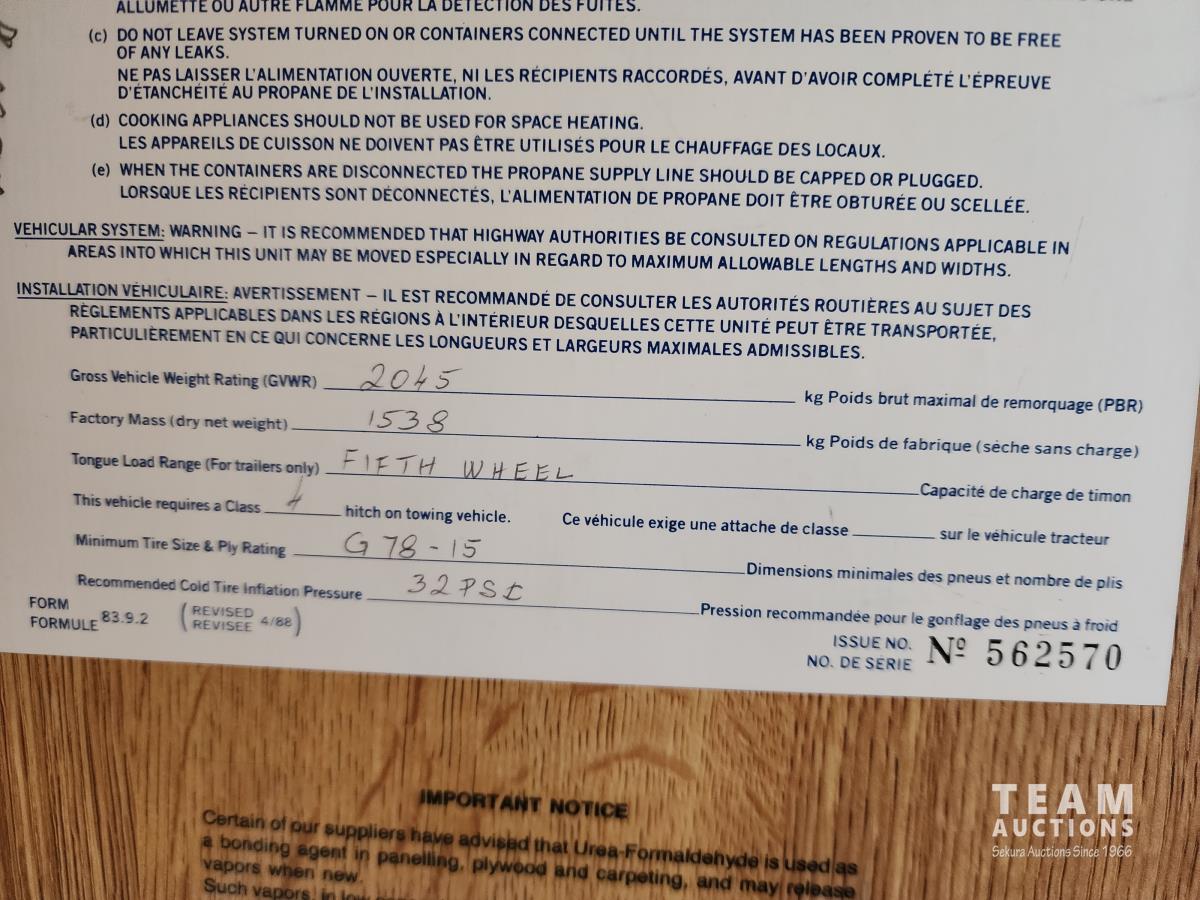 ALLUMETTE OU AUTRE FLAMME POUR LA DÉTECTION DES FUITES.
(c) DO NOT LEAVE SYSTEM TURNED ON OR CONTAINERS CONNECTED UNTIL THE SYSTEM HAS BEEN PROVEN TO BE FREE
OF ANY LEAKS.
NE PAS LAISSER L'ALIMENTATION OUVERTE, NI LES RÉCIPIENTS RACCORDÉS, AVANT D'AVOIR COMPLÉTÉ L'ÉPREUVE
D'ÉTANCHÉITÉ AU PROPANE DE L'INSTALLATION.
(d) COOKING APPLIANCES SHOULD NOT BE USED FOR SPACE HEATING.
LES APPAREILS DE CUISSON NE DOIVENT PAS ÊTRE UTILISÉS POUR LE CHAUFFAGE DES LOCAUX.
(e) WHEN THE CONTAINERS ARE DISCONNECTED THE PROPANE SUPPLY LINE SHOULD BE CAPPED OR PLUGGED.
LORSQUE LES RÉCIPIENTS SONT DÉCONNECTÉS, L'ALIMENTATION DE PROPANE DOIT ÊTRE OBTURÉE OU SCELLÉE.
VEHICULAR SYSTEM: WARNING – IT IS RECOMMENDED THAT HIGHWAY AUTHORITIES BE CONSULTED ON REGULATIONS APPLICABLE IN
AREAS INTO WHICH THIS UNIT MAY BE MOVED ESPECIALLY IN REGARD TO MAXIMUM ALLOWABLE LENGTHS AND WIDTHS.
INSTALLATION VÉHICULAIRE: AVERTISSEMENT – IL EST RECOMMANDÉ DE CONSULTER LES AUTORITÉS ROUTIÈRES AU SUJET DES
RÈGLEMENTS APPLICABLES DANS LES RÉGIONS À L'INTÉRIEUR DESQUELLES CETTE UNITÉ PEUT ÊTRE TRANSPORTÉE,
PARTICULIÈREMENT EN CE QUI CONCERNE LES LONGUEURS ET LARGEURS MAXIMALES ADMISSIBLES.
Gross Vehicle Weight Rating (GVWR) 2045 kg Poids brut maximal de remorquage (PBR)
Factory Mass (dry net weight) 1538 kg Poids de fabrique (sèche sans charge)
Tongue Load Range (For trailers only) FIFTH WHEEL Capacité de charge de timon
This vehicle requires a Class 4 hitch on towing vehicle. Ce véhicule exige une attache de classe sur le véhicule tracteur
Minimum Tire Size & Ply Rating G 78-15 Dimensions minimales des pneus et nombre de plis
Recommended Cold Tire Inflation Pressure 32 PSI Pression recommandée pour le gonflage des pneus à froid
FORM
FORMULE 83.9.2 (REVISED
REVISEE 4/88)
ISSUE NO.
NO. DE SÉRIE Nº 562570
IMPORTANT NOTICE
Certain of our suppliers have advised that Urea-Formaldehyde is used as
a bonding agent in panelling, plywood and carpeting, and may release
vapors when new.
Such vapors, in low
TEAM
AUCTIONS
Sekura Auctions Since 1966